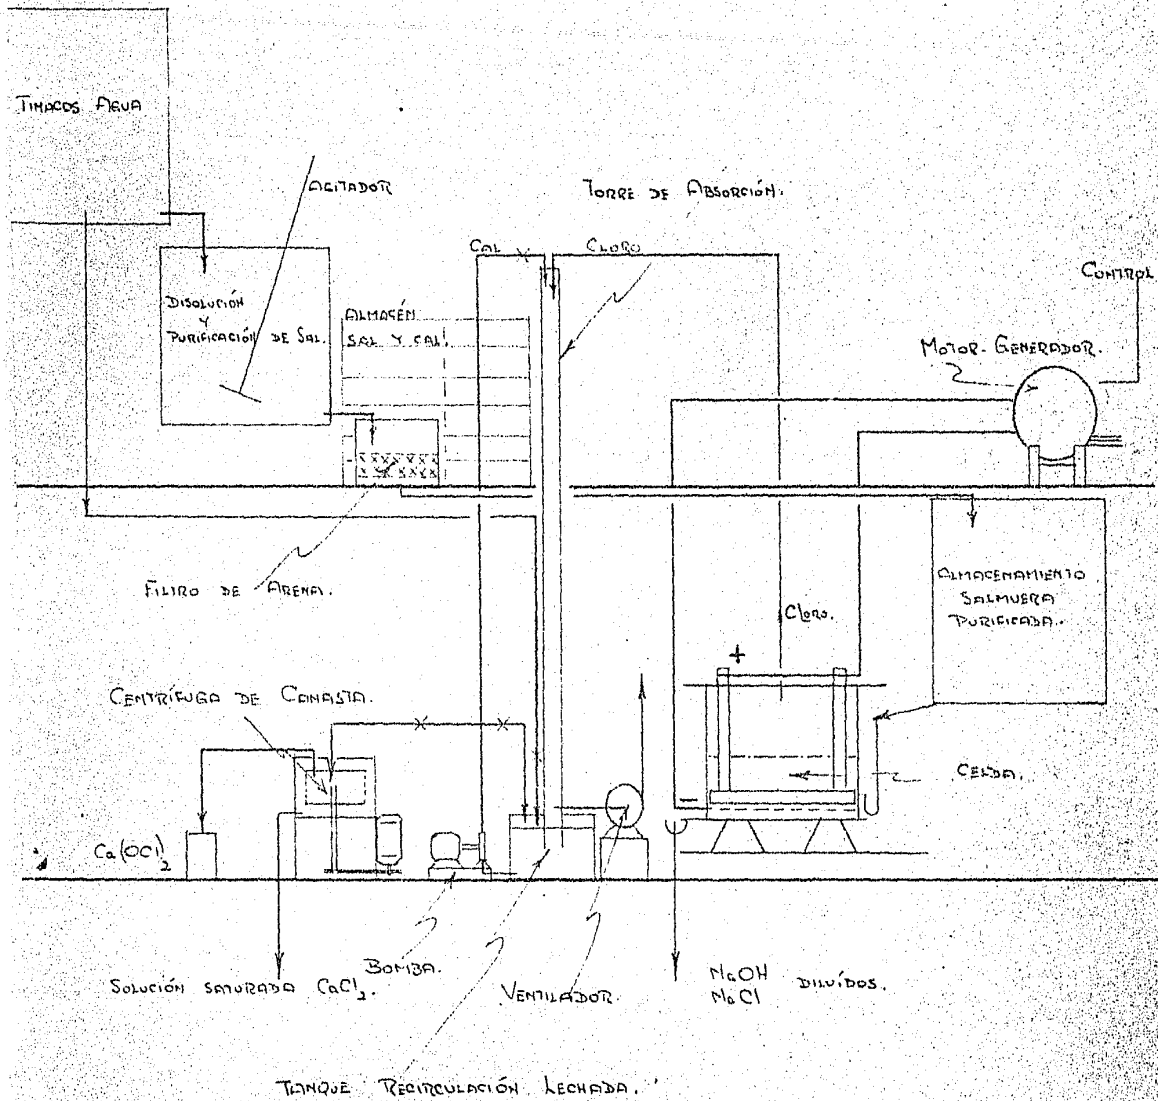 TINACOS AGUA
AGITADOR
TORRE DE ABSORCIÓN.
CAL
CLORO
CONTROL
DISOLUCIÓN
Y
PURIFICACIÓN DE SAL.
ALMACÉN
SAL Y CAL.
MOTOR-GENERADOR.
FILTRO DE ARENA.
ALMACENAMIENTO
SALMUERA
PURIFICADA.
CLORO.
+
CENTRÍFUGA DE CANASTA.
CELDA.
Ca(OCl)2
BOMBA.
SOLUCIÓN SATURADA CaCl2.
VENTILADOR.
NaOH
NaCl
DILUÍDOS.
TANQUE RECIRCULACIÓN LECHADA.